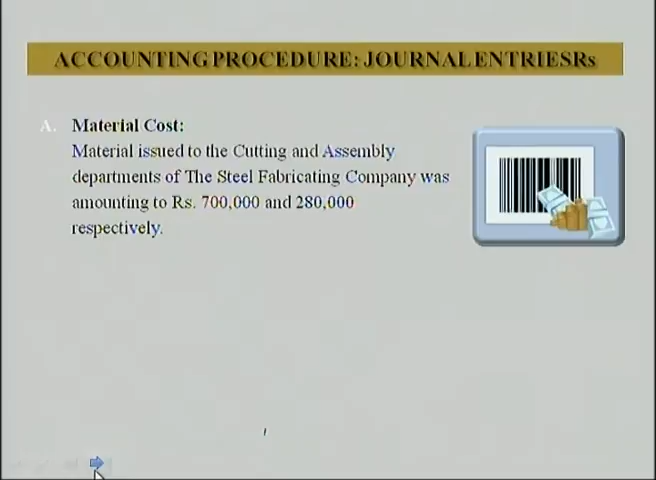 ACCOUNTING PROCEDURE: JOURNAL ENTRIESRs
A. Material Cost:
Material issued to the Cutting and Assembly
departments of The Steel Fabricating Company was
amounting to Rs. 700,000 and 280,000
respectively.